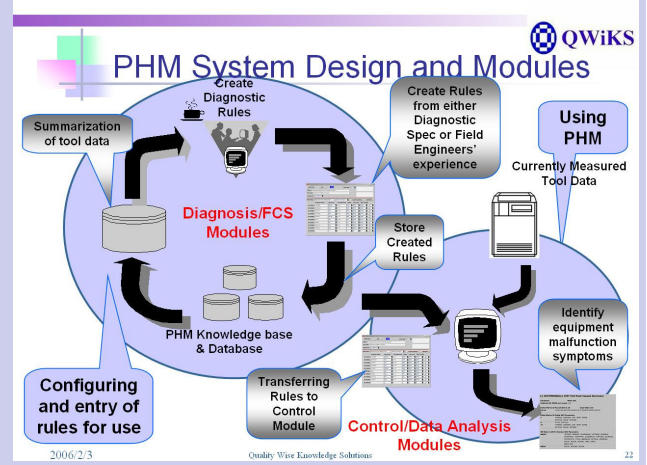 QWiKS
PHM System Design and Modules
Create
Diagnostic
Rules
Summarization
of tool data
Create Rules
from either
Diagnostic
Spec or Field
Engineers'
experience
Using
PHM
Currently Measured
Tool Data
Diagnosis/FCS
Modules
Store
Created
Rules
PHM Knowledge base
& Database
Identify
equipment
malfunction
symptoms
Configuring
and entry of
rules for use
Transferring
Rules to
Control
Module
Control/Data Analysis
Modules
2006/2/3
Quality Wise Knowledge Solutions
22